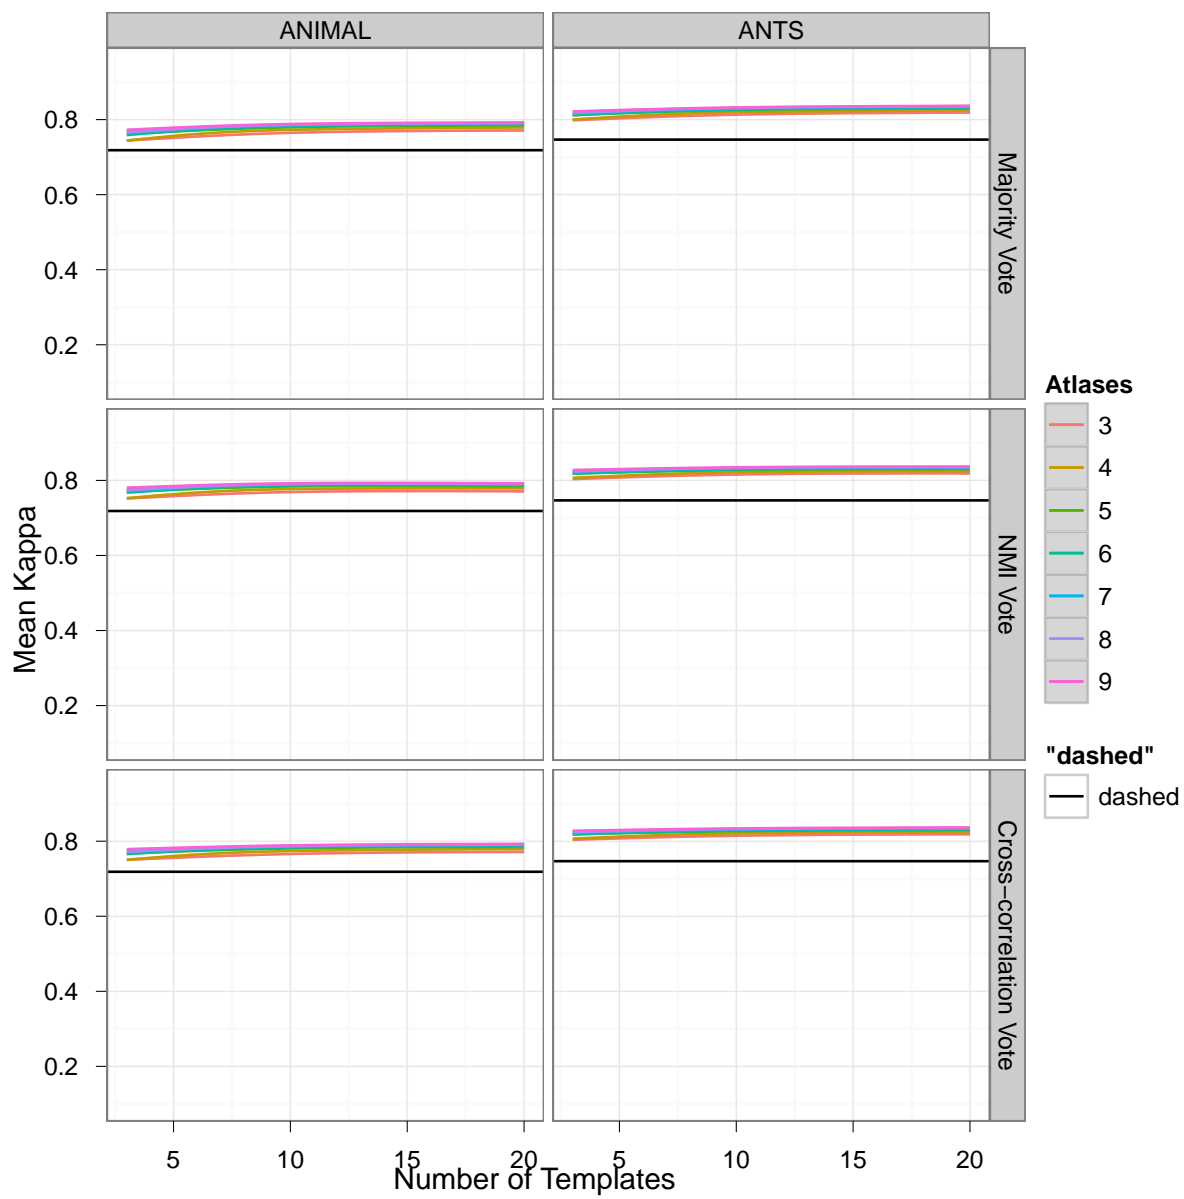 ANIMAL
ANTS
0.8
0.6
0.4
0.2
Majority Vote
0.8
0.6
0.4
0.2
NMI Vote
0.8
0.6
0.4
0.2
Cross−correlation Vote
Mean Kappa
5
10
15
20
5
10
15
20
Number of Templates
Atlases
3
4
5
6
7
8
9
"dashed"
dashed